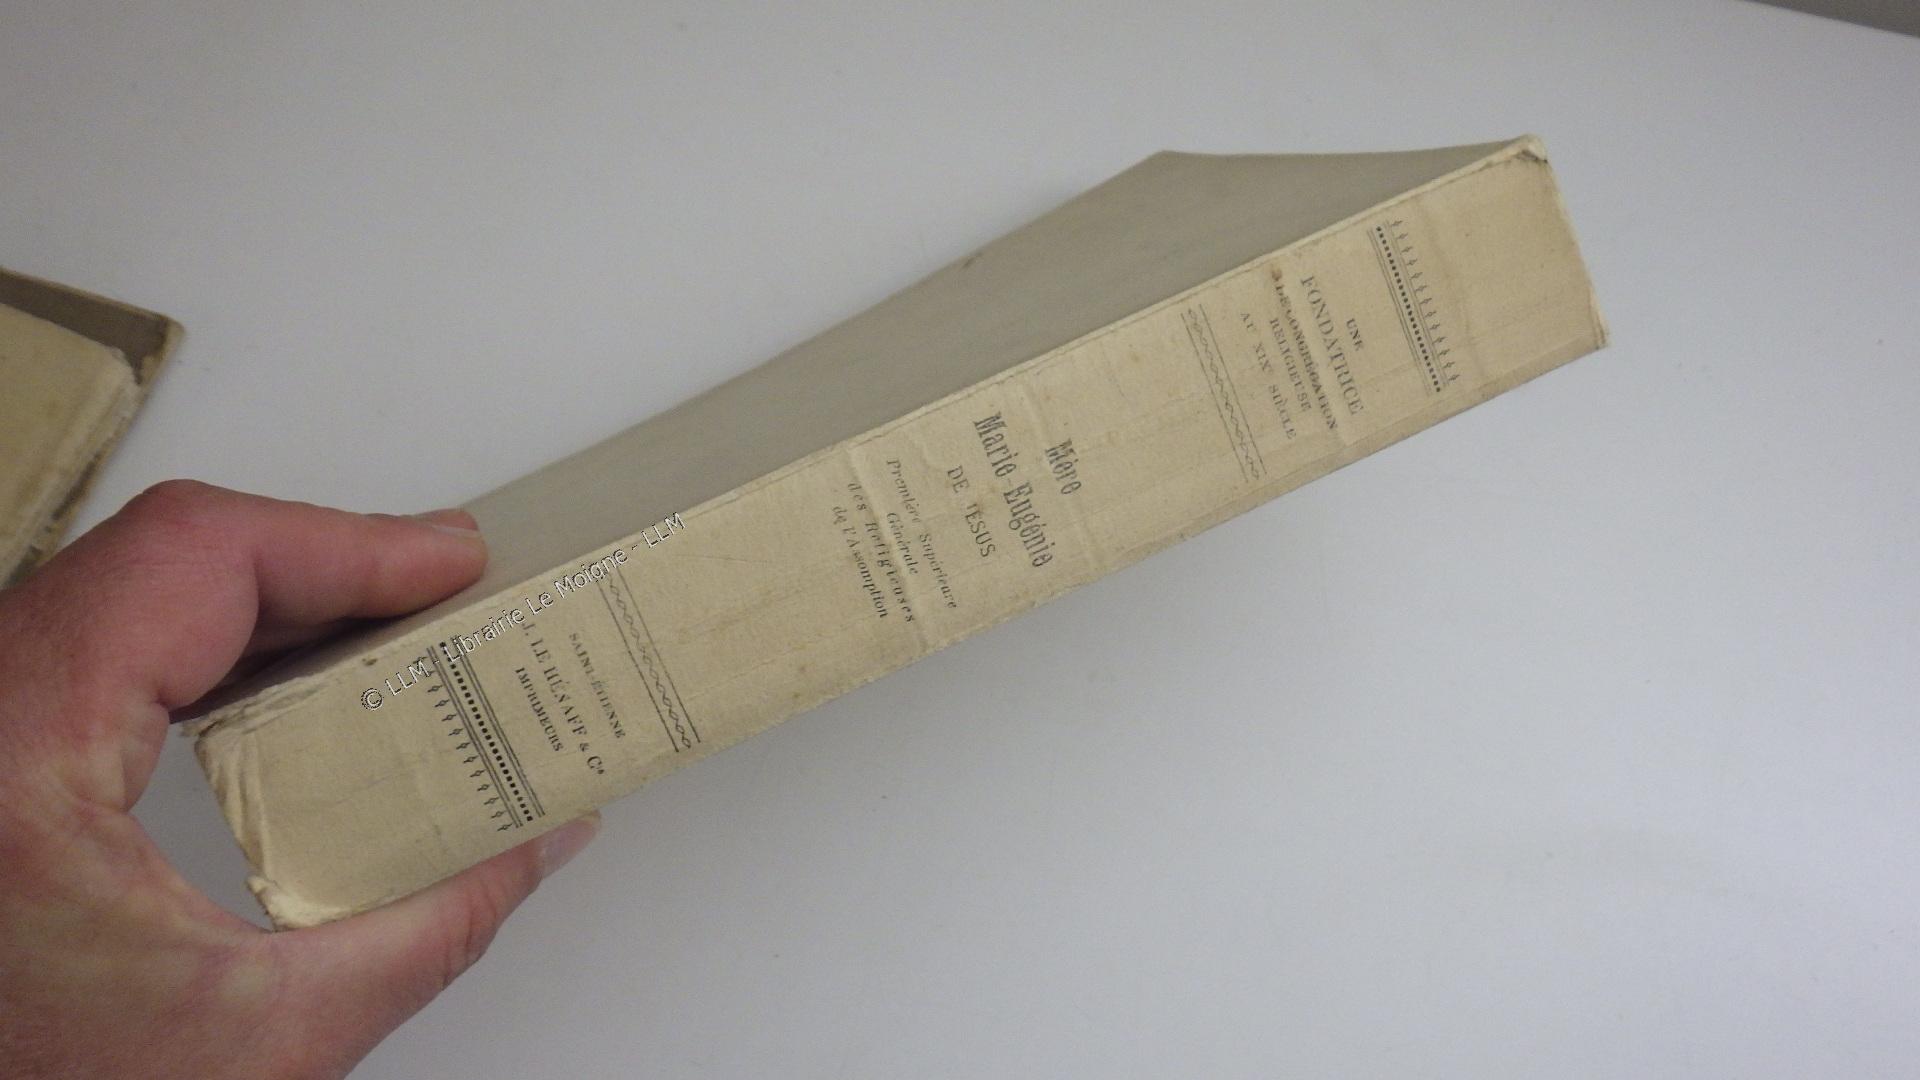 UNE
FONDATRICE
DE CONGRÉGATION
RELIGIEUSE
AU XIXe SIÈCLE
Mère
Marie-Eugénie
DE JÉSUS
Première Supérieure
Générale
des Religieuses
de l'Assomption
SAINT-ÉTIENNE
J. LE HÉNAFF & Cie
IMPRIMEURS
© LLM - Librairie Le Moigne - LLM